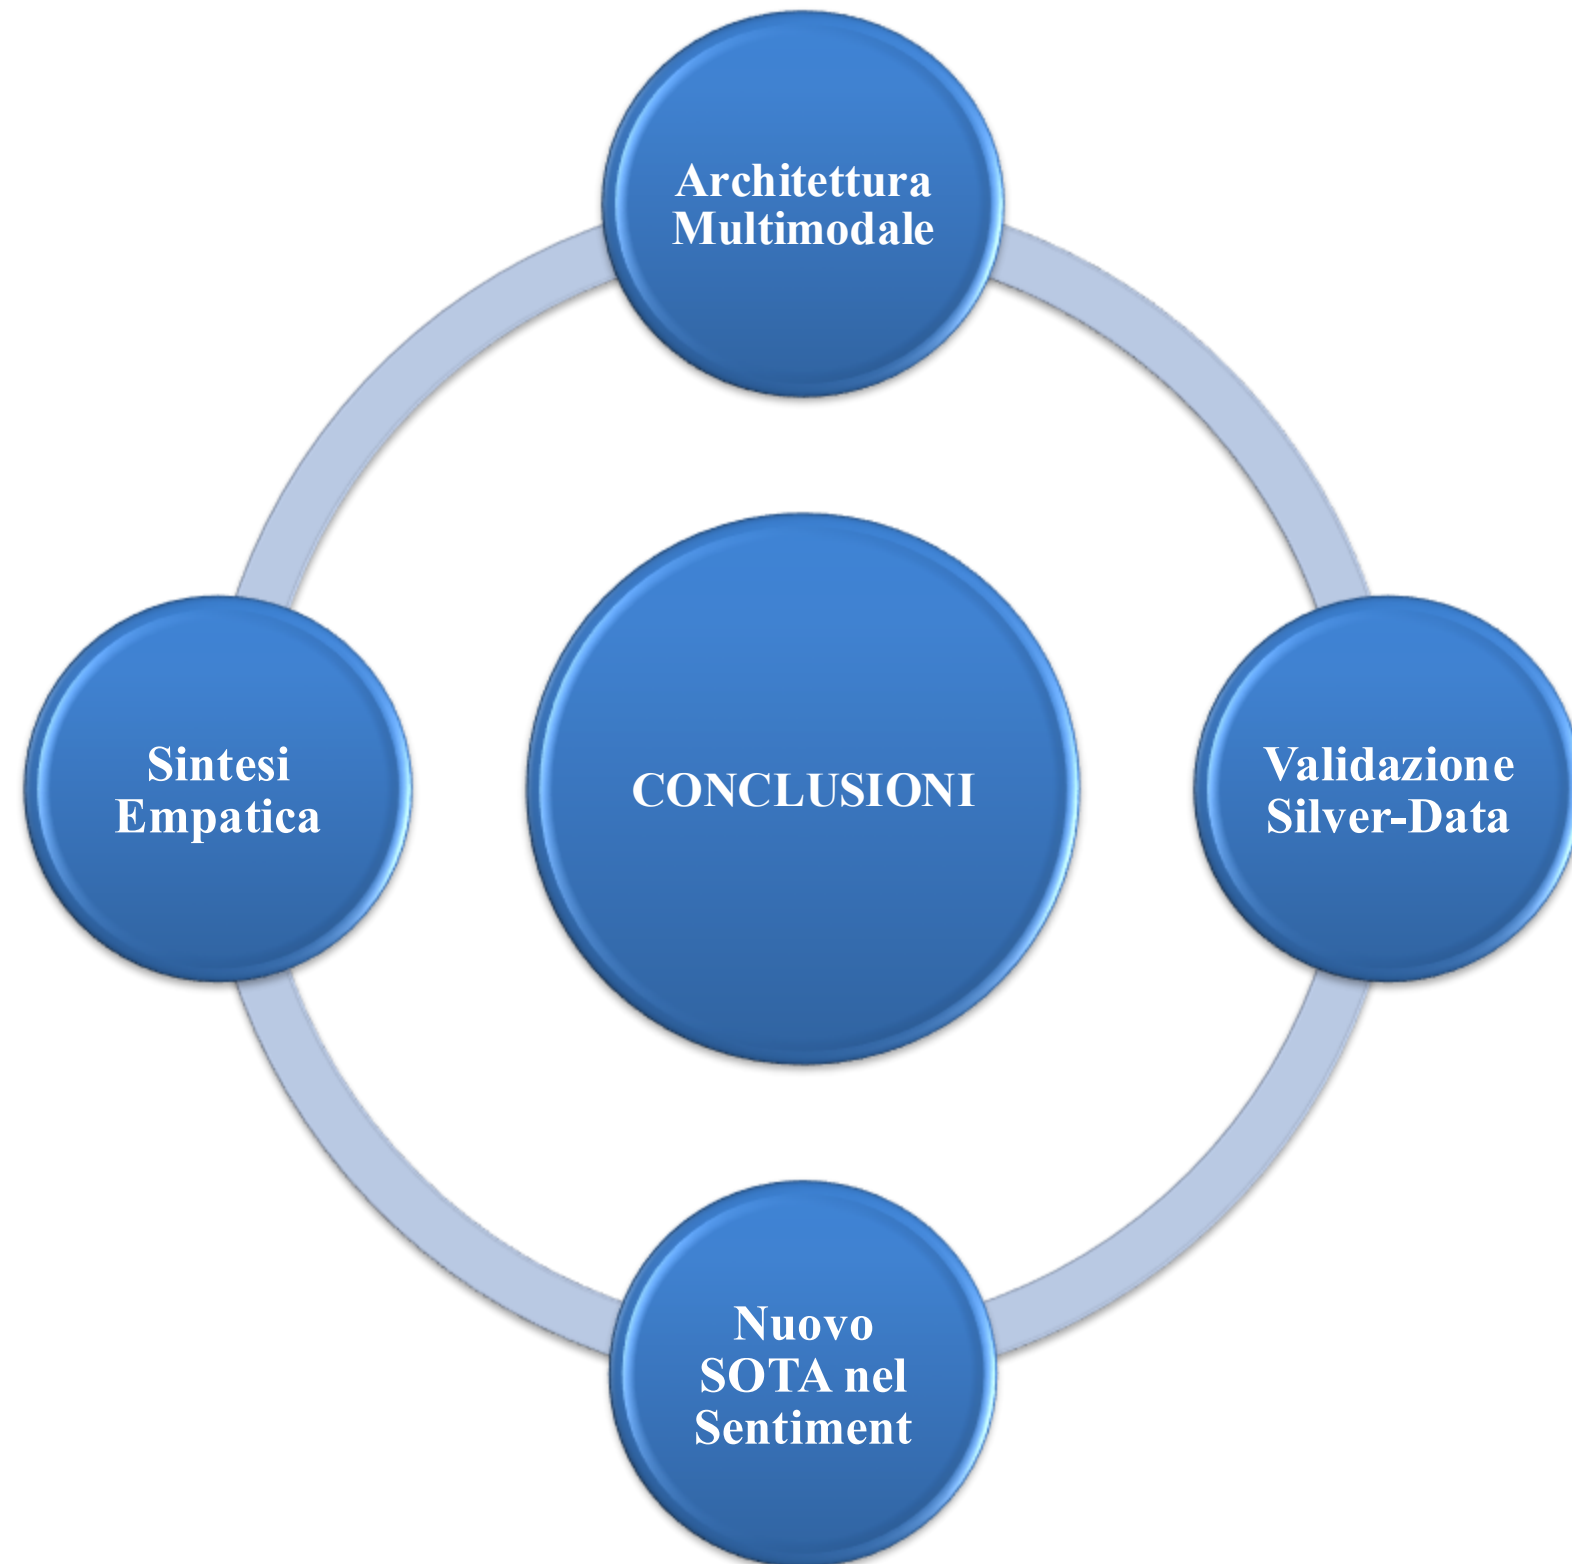 Architettura
Multimodale
Sintesi
Empatica
CONCLUSIONI
Validazione
Silver-Data
Nuovo
SOTA nel
Sentiment